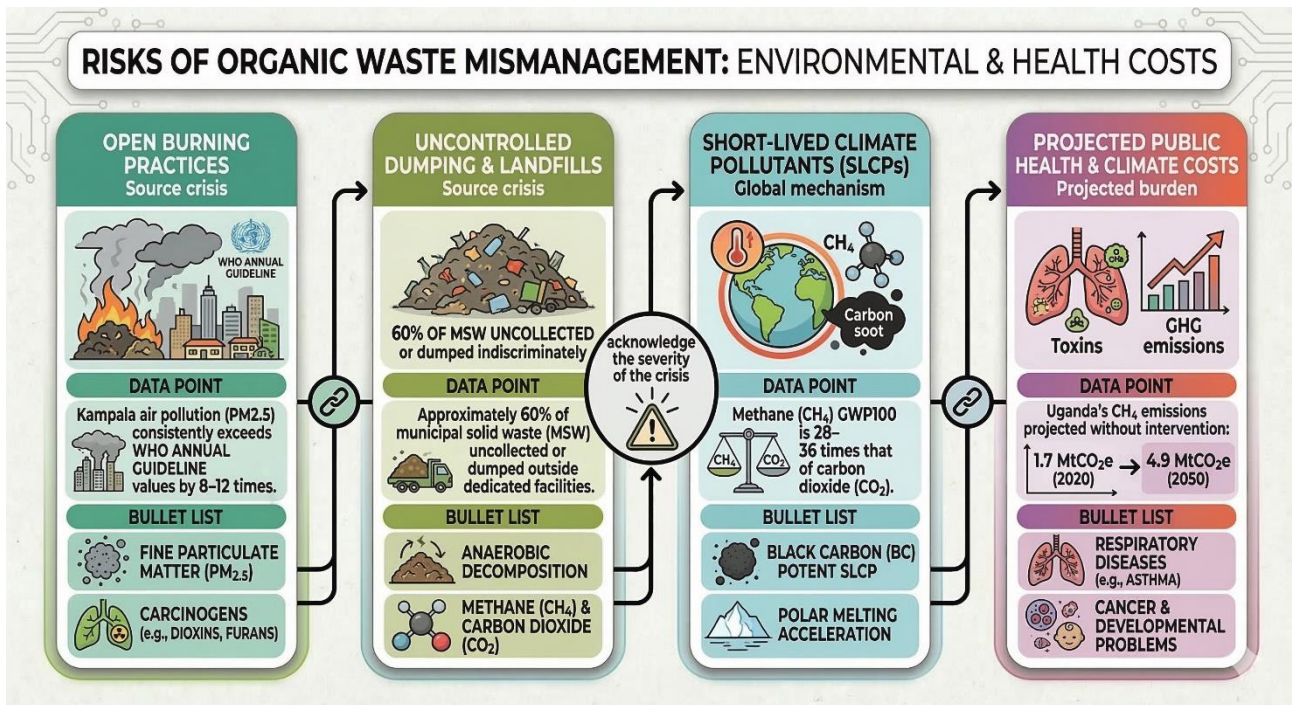 RISKS OF ORGANIC WASTE MISMANAGEMENT: ENVIRONMENTAL & HEALTH COSTS
OPEN BURNING
PRACTICES
Source crisis
WHO ANNUAL
GUIDELINE
DATA POINT
Kampala air pollution (PM2.5)
consistently exceeds
WHO ANNUAL
GUIDELINE
values by 8–12 times.
BULLET LIST
FINE PARTICULATE
MATTER (PM₂.₅)
CARCINOGENS
(e.g., DIOXINS, FURANS)
UNCONTROLLED
DUMPING & LANDFILLS
Source crisis
60% OF MSW UNCOLLECTED
or dumped indiscriminately
DATA POINT
Approximately 60% of
municipal solid waste (MSW)
uncollected or
dumped outside
dedicated facilities.
BULLET LIST
ANAEROBIC
DECOMPOSITION
METHANE (CH₄) &
CARBON DIOXIDE
(CO₂)
acknowledge
the severity
of the crisis
SHORT-LIVED CLIMATE
POLLUTANTS (SLCPs)
Global mechanism
CH₄
Carbon
soot
DATA POINT
Methane (CH₄) GWP100
is 28–
36 times that
of carbon
dioxide (CO₂).
CH₄
CO₂
BULLET LIST
BLACK CARBON (BC)
POTENT SLCP
POLAR MELTING
ACCELERATION
PROJECTED PUBLIC
HEALTH & CLIMATE COSTS
Projected burden
Toxins
GHG
emissions
DATA POINT
Uganda's CH₄ emissions
projected without intervention:
1.7 MtCO₂e → 4.9 MtCO₂e
(2020) (2050)
BULLET LIST
RESPIRATORY
DISEASES
(e.g., ASTHMA)
CANCER &
DEVELOPMENTAL
PROBLEMS